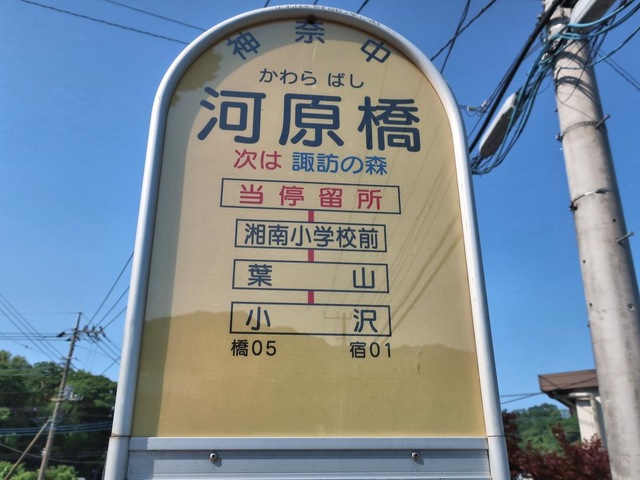 神奈中
かわら ばし
河原橋
次は 諏訪の森
当停留所
湘南小学校前
葉山
小沢
橋05 宿01